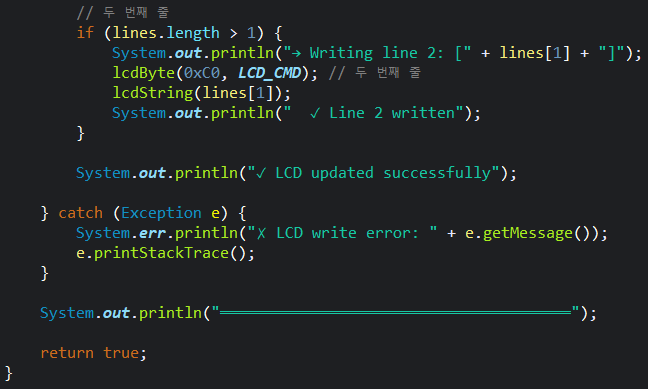 // 두 번째 줄
if (lines.length > 1) {
System.out.println("→ Writing line 2: [" + lines[1] + "]");
lcdByte(0xC0, LCD_CMD); // 두 번째 줄
lcdString(lines[1]);
System.out.println("  ✓ Line 2 written");
}
System.out.println("✓ LCD updated successfully");
} catch (Exception e) {
System.err.println("✗ LCD write error: " + e.getMessage());
e.printStackTrace();
}
System.out.println("═══════════════════════════════════════");
return true;
}